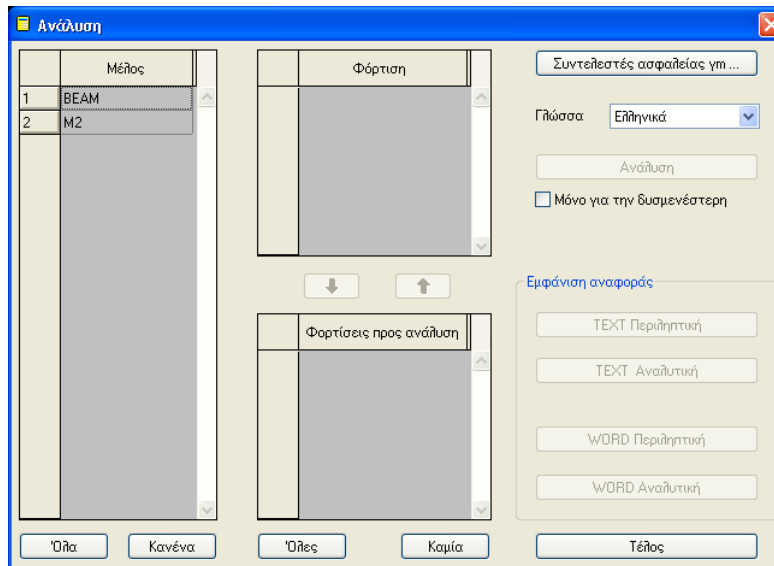 Ανάλυση
Μέλος
1 BEAM
2 M2
Όλα
Κανένα
Φόρτιση
Φορτίσεις προς ανάλυση
Όλες
Καμία
Συντελεστές ασφαλείας γm ...
Γλώσσα Ελληνικά
Ανάλυση
Μόνο για την δυσμενέστερη
Εμφάνιση αναφοράς
TEXT Περιληπτική
TEXT Αναλυτική
WORD Περιληπτική
WORD Αναλυτική
Τέλος